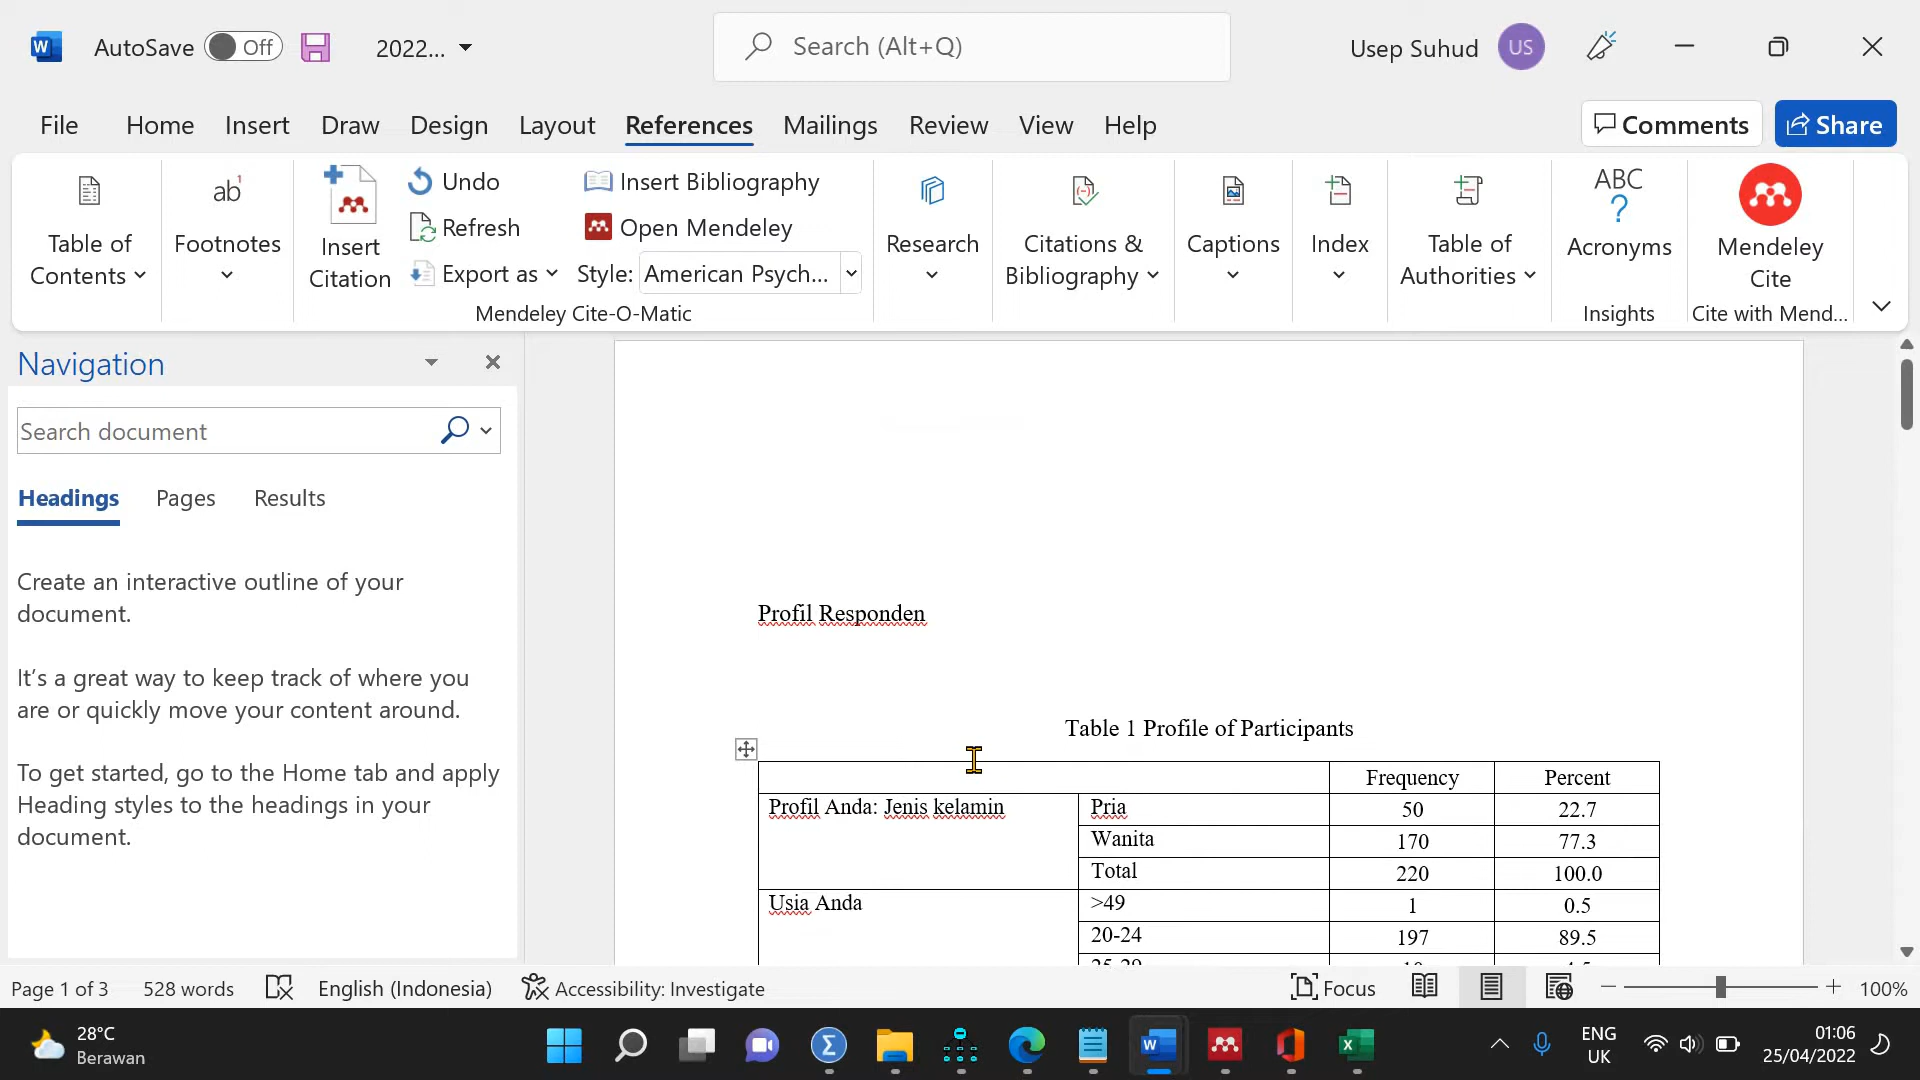 AutoSave Off 2022... Search (Alt+Q) Usep Suhud US
File Home Insert Draw Design Layout References Mailings Review View Help Comments Share
Table of Contents
Footnotes
Insert Citation
Undo
Refresh
Export as
Insert Bibliography
Open Mendeley
Style: American Psych...
Mendeley Cite-O-Matic
Research
Citations & Bibliography
Captions
Index
Table of Authorities
ABC
?
Acronyms
Insights
Mendeley Cite
Cite with Mend...
Navigation
Search document
Headings Pages Results
Create an interactive outline of your
document.
It's a great way to keep track of where you
are or quickly move your content around.
To get started, go to the Home tab and apply
Heading styles to the headings in your
document.
Profil Responden
Table 1 Profile of Participants
Frequency Percent
Profil Anda: Jenis kelamin Pria 50 22.7
Wanita 170 77.3
Total 220 100.0
Usia Anda >49 1 0.5
20-24 197 89.5
Page 1 of 3 528 words English (Indonesia) Accessibility: Investigate Focus 100%
28°C
Berawan
ENG
UK
01:06
25/04/2022